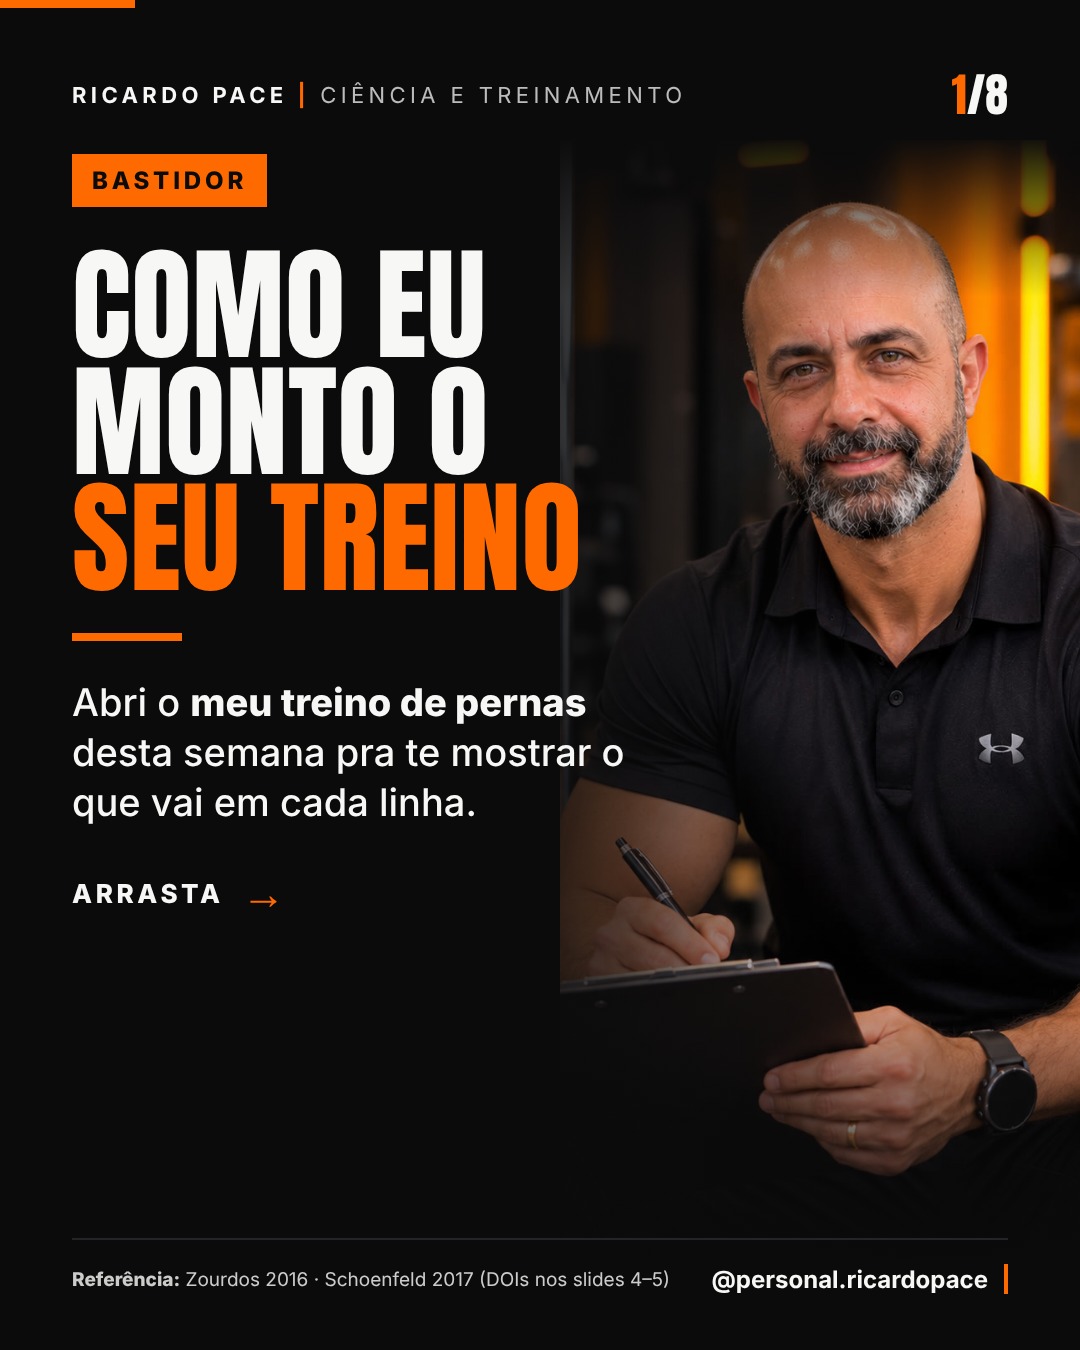 RICARDO PACE | CIÊNCIA E TREINAMENTO
1/8
BASTIDOR
COMO EU
MONTO O
SEU TREINO
Abri o meu treino de pernas
desta semana pra te mostrar o
que vai em cada linha.
ARRASTA →
Referência: Zourdos 2016 · Schoenfeld 2017 (DOIs nos slides 4–5)
@personal.ricardopace